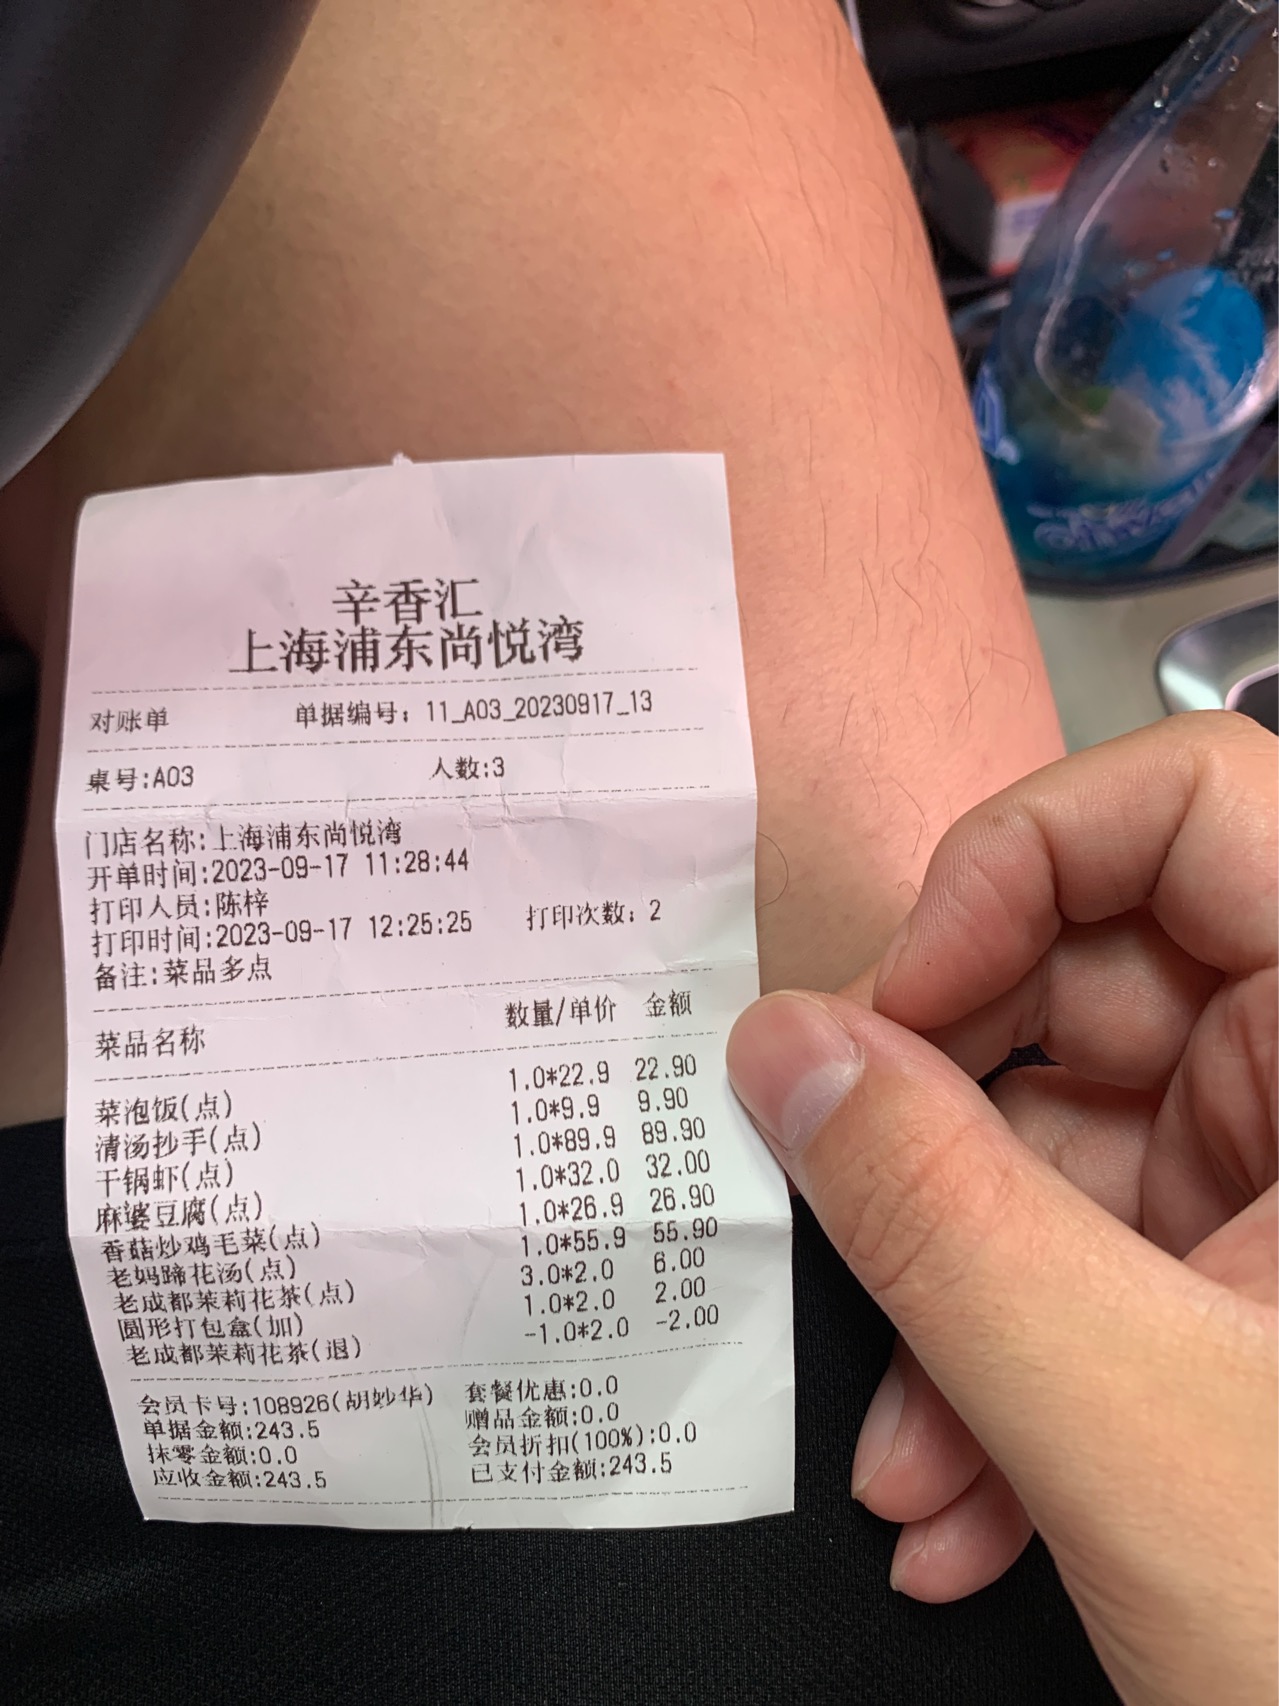 辛香汇
上海浦东尚悦湾
对账单 单据编号: 11_A03_20230917_13
桌号:A03 人数:3
门店名称:上海浦东尚悦湾
开单时间:2023-09-17 11:28:44
打印人员:陈梓
打印时间:2023-09-17 12:25:25 打印次数: 2
备注:菜品多点
菜品名称 数量/单价 金额
菜泡饭(点) 1.0*22.9 22.90
清汤抄手(点) 1.0*9.9 9.90
干锅虾(点) 1.0*89.9 89.90
麻婆豆腐(点) 1.0*32.0 32.00
香菇炒鸡毛菜(点) 1.0*26.9 26.90
老妈蹄花汤(点) 1.0*55.9 55.90
老成都茉莉花茶(点) 3.0*2.0 6.00
圆形打包盒(加) 1.0*2.0 2.00
老成都茉莉花茶(退) -1.0*2.0 -2.00
会员卡号:108926(胡妙华) 套餐优惠:0.0
单据金额:243.5 赠品金额:0.0
抹零金额:0.0 会员折扣(100%):0.0
应收金额:243.5 已支付金额:243.5